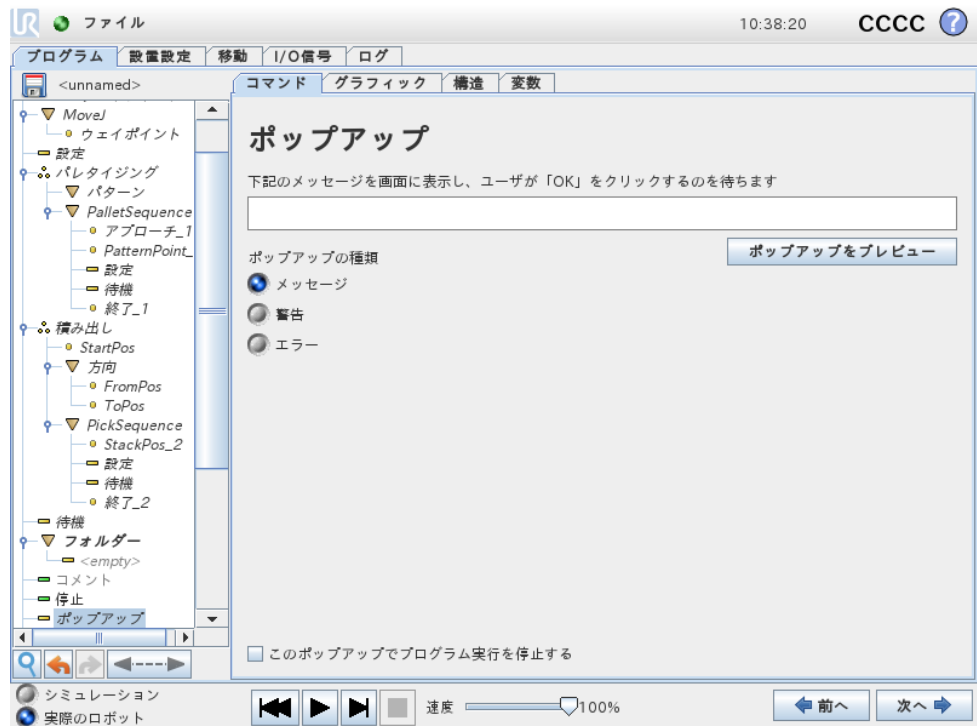 UR ファイル 10:38:20 CCCC ?
プログラム 設置設定 移動 I/O信号 ログ
<unnamed>
コマンド グラフィック 構造 変数
MoveJ
ウェイポイント
設定
パレタイジング
パターン
PalletSequence
アプローチ_1
PatternPoint_
設定
待機
終了_1
積み出し
StartPos
方向
FromPos
ToPos
PickSequence
StackPos_2
設定
待機
終了_2
待機
フォルダー
<empty>
コメント
停止
ポップアップ
ポップアップ
下記のメッセージを画面に表示し、ユーザが「OK」をクリックするのを待ちます
ポップアップをプレビュー
ポップアップの種類
メッセージ
警告
エラー
このポップアップでプログラム実行を停止する
シミュレーション
実際のロボット
速度 100%
前へ 次へ